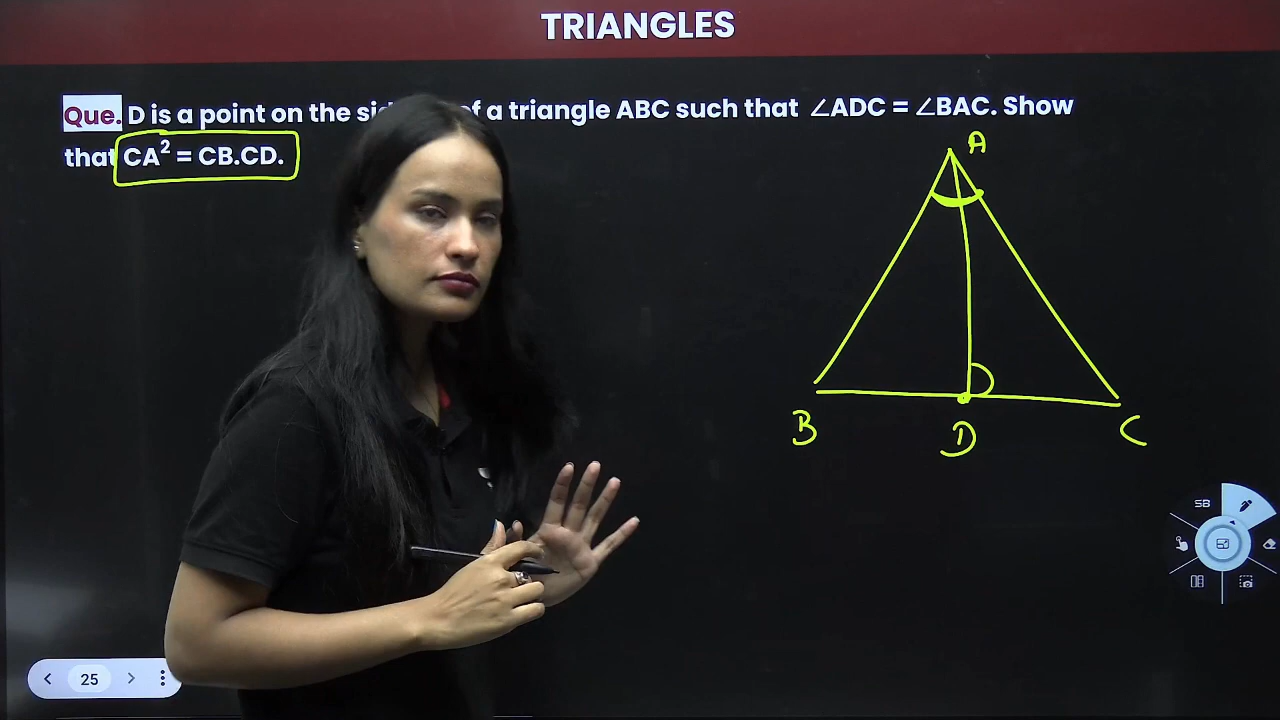 TRIANGLES
Que. D is a point on the of a triangle ABC such that ∠ADC = ∠BAC. Show
that CA² = CB.CD.
A
B
D
C
SB
25